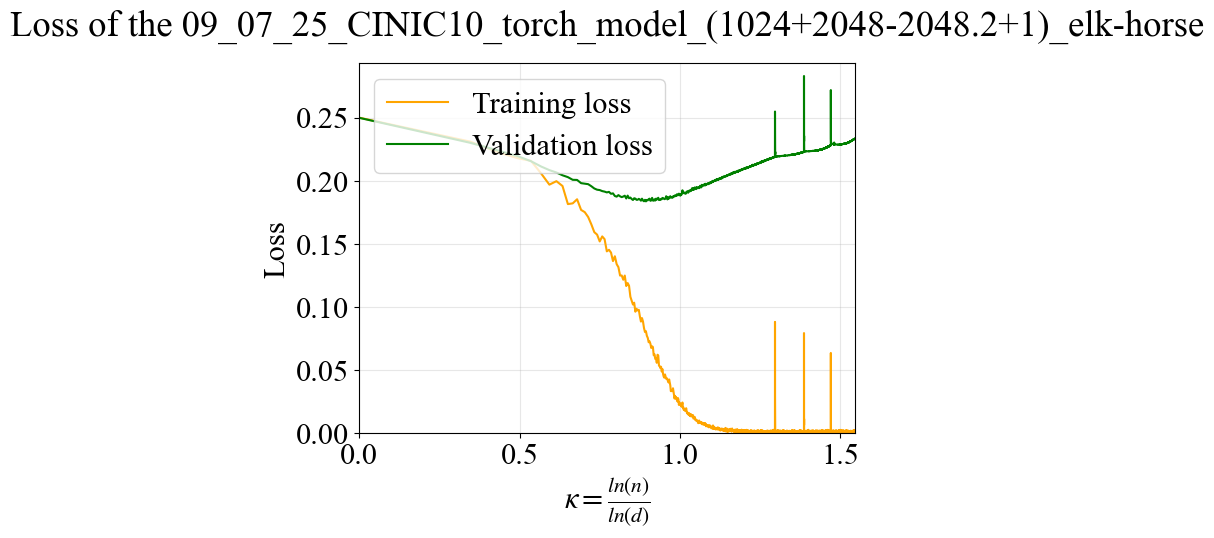 Loss of the 09_07_25_CINIC10_torch_model_(1024+2048-2048.2+1)_elk-horse
Training loss
Validation loss
0.25
0.20
0.15
0.10
0.05
0.00
Loss
0.0 0.5 1.0 1.5
κ = ln(n)/ln(d)